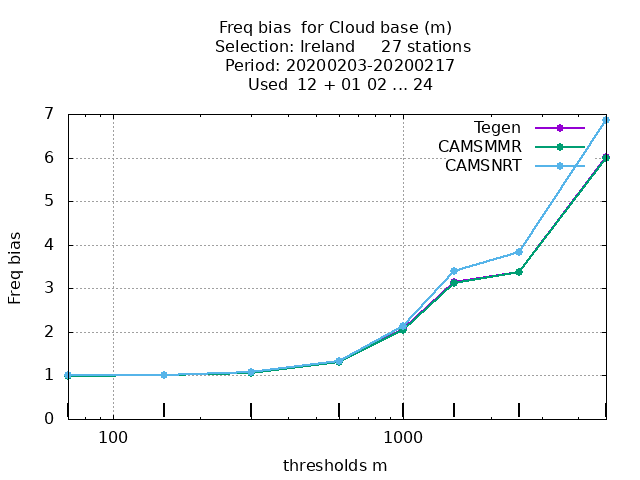 Freq bias  for Cloud base (m)
Selection: Ireland     27 stations
Period: 20200203-20200217
Used  12 + 01 02 ... 24
Tegen
CAMSMMR
CAMSNRT
7
6
5
4
3
2
1
0
Freq bias
100
1000
thresholds m